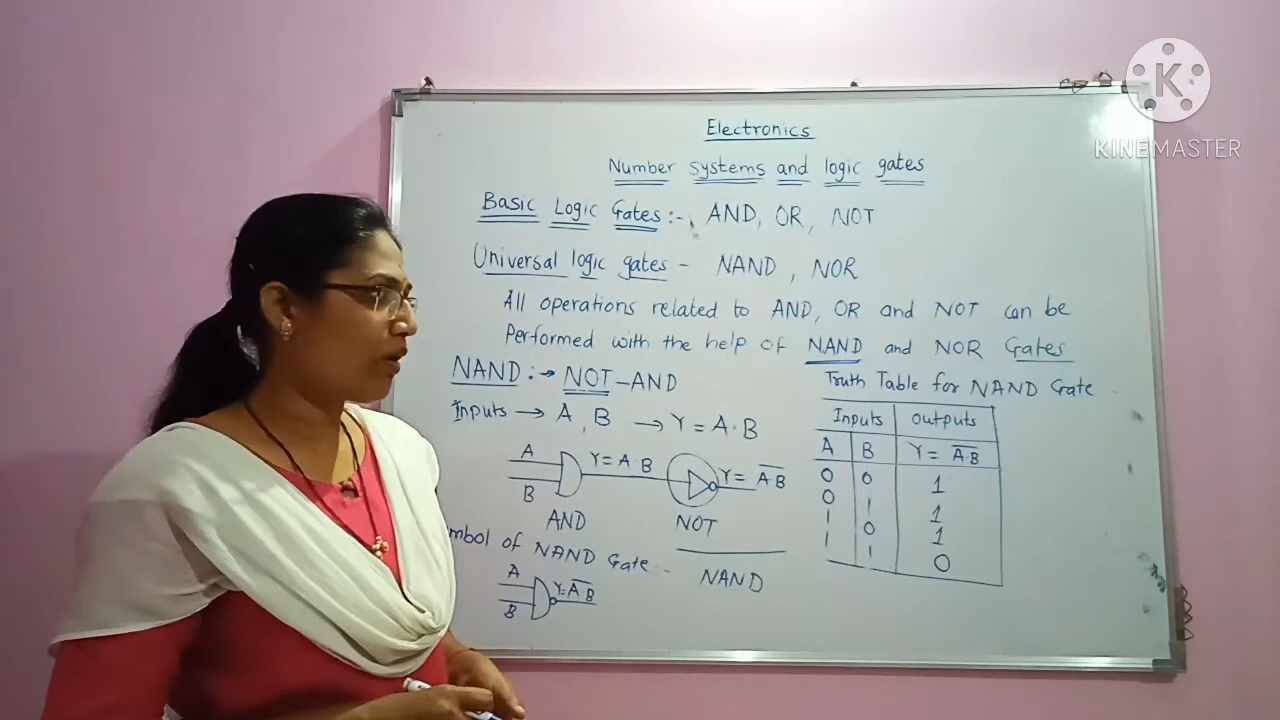 K
KINEMASTER
Electronics
Number systems and logic gates
Basic Logic Gates :- AND, OR, NOT
Universal logic gates - NAND, NOR
All operations related to AND, OR and NOT can be
Performed with the help of NAND and NOR Gates
NAND :→ NOT-AND
Inputs → A, B → Y = A·B
A
B
Y=A·B
Y= A̅·̅B̅
AND
NOT
NAND
mbol of NAND Gate :-
A
B
Y=A̅·̅B̅
Truth Table for NAND Gate
Inputs outputs
A B Y = A̅·̅B̅
0 0 1
0 1 1
1 0 1
1 1 0